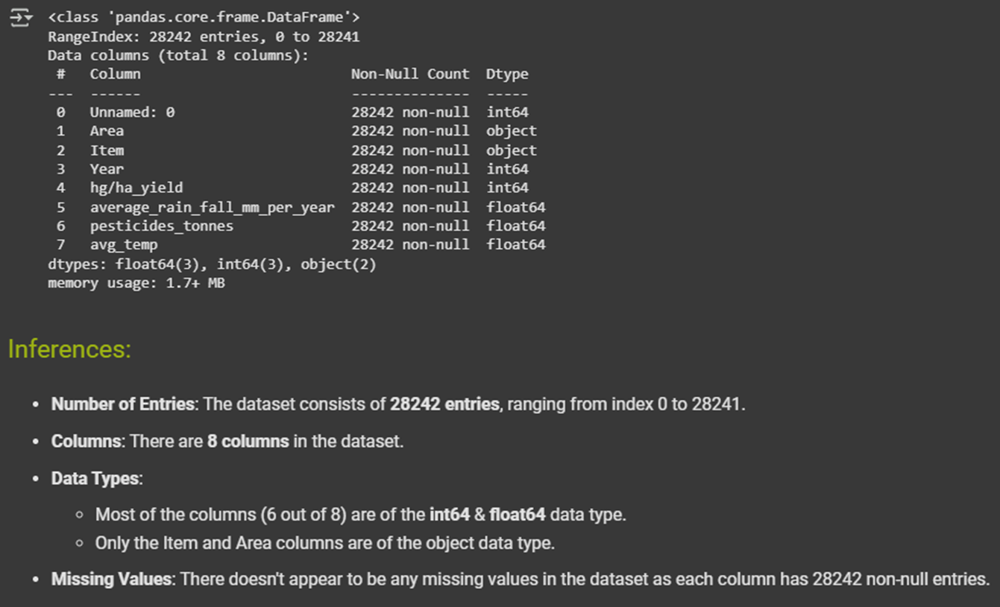 <class 'pandas.core.frame.DataFrame'>
RangeIndex: 28242 entries, 0 to 28241
Data columns (total 8 columns):
 #   Column                         Non-Null Count  Dtype
---  ------                         --------------  -----
 0   Unnamed: 0                     28242 non-null  int64
 1   Area                           28242 non-null  object
 2   Item                           28242 non-null  object
 3   Year                           28242 non-null  int64
 4   hg/ha_yield                    28242 non-null  int64
 5   average_rain_fall_mm_per_year  28242 non-null  float64
 6   pesticides_tonnes              28242 non-null  float64
 7   avg_temp                       28242 non-null  float64
dtypes: float64(3), int64(3), object(2)
memory usage: 1.7+ MB
Inferences:
• Number of Entries: The dataset consists of 28242 entries, ranging from index 0 to 28241.
• Columns: There are 8 columns in the dataset.
• Data Types:
◦ Most of the columns (6 out of 8) are of the int64 & float64 data type.
◦ Only the Item and Area columns are of the object data type.
• Missing Values: There doesn't appear to be any missing values in the dataset as each column has 28242 non-null entries.